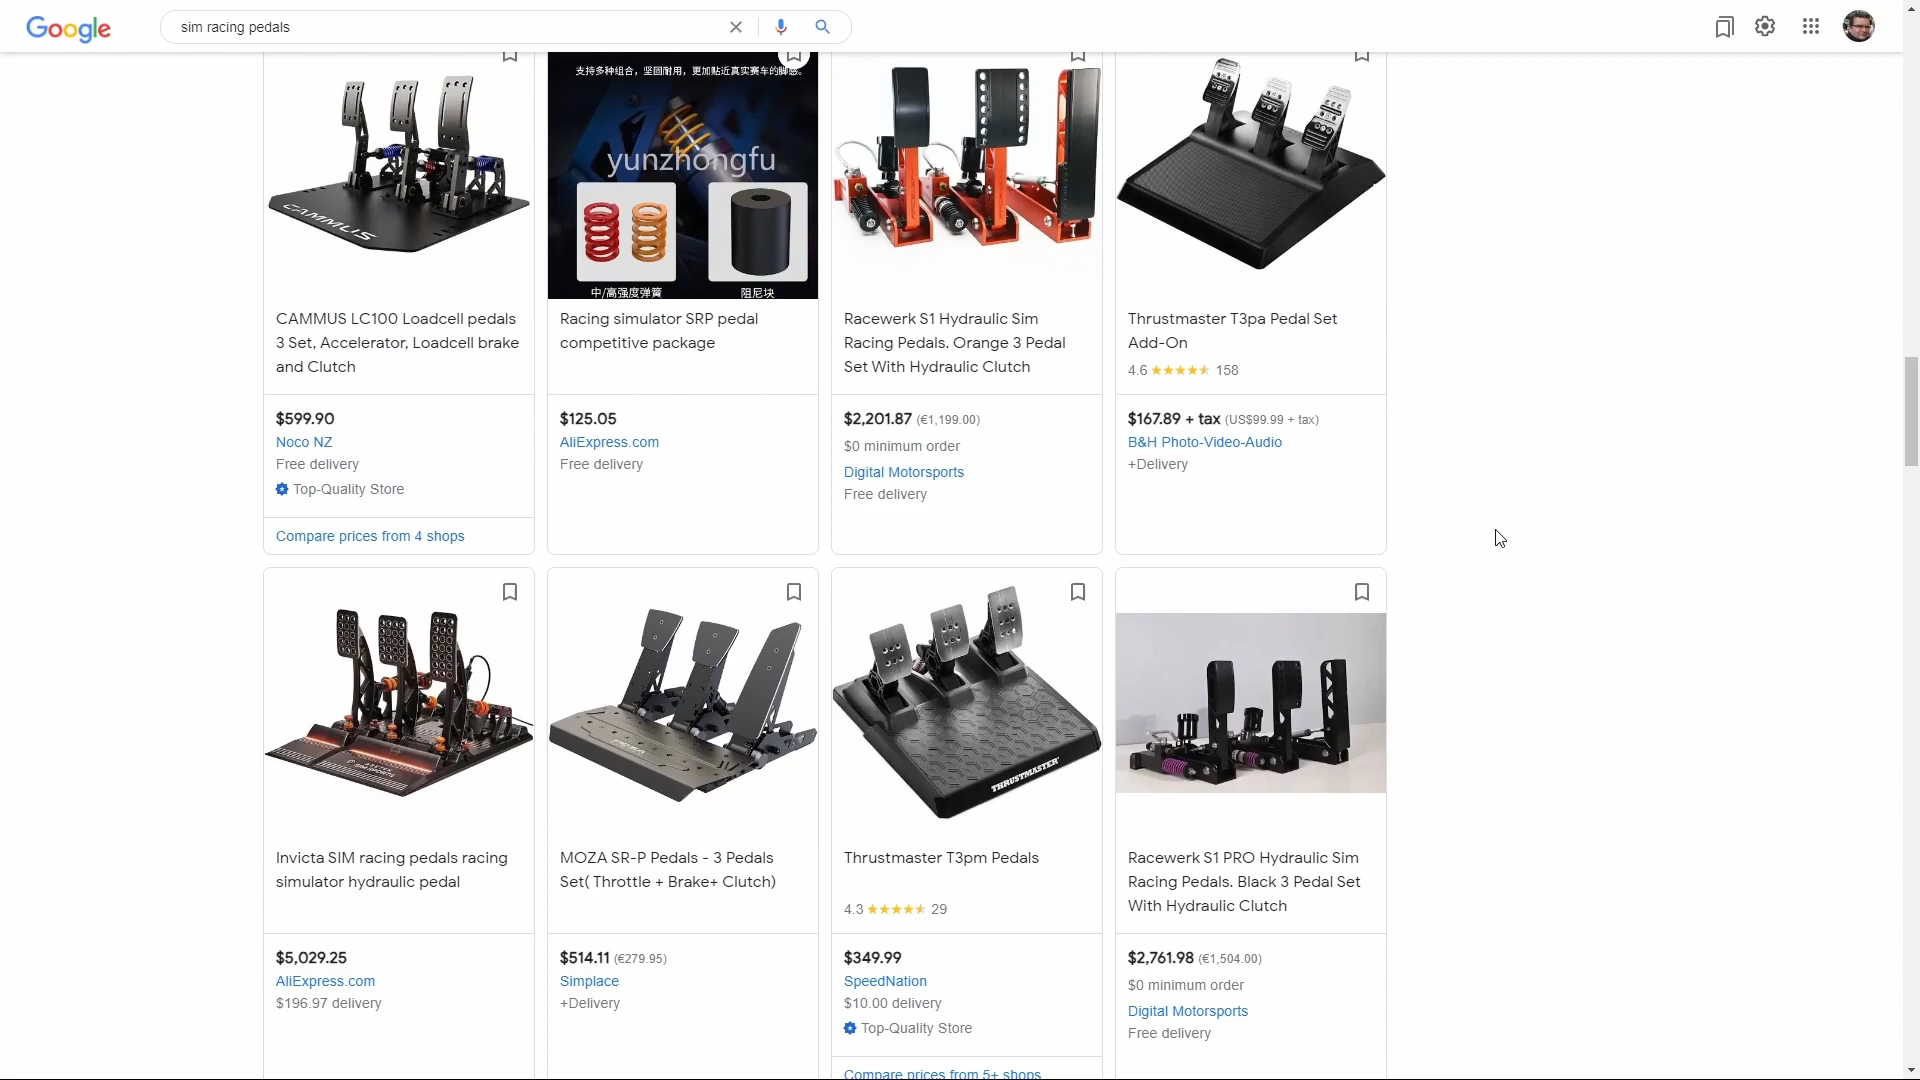 Google
sim racing pedals
支持多种组合，坚固耐用，更加贴近真实赛车的脚感。
yunzhongfu
中/高强度弹簧
阻尼块
CAMMUS
CAMMUS LC100 Loadcell pedals
3 Set, Accelerator, Loadcell brake
and Clutch
$599.90
Noco NZ
Free delivery
Top-Quality Store
Compare prices from 4 shops
Racing simulator SRP pedal
competitive package
$125.05
AliExpress.com
Free delivery
Racewerk S1 Hydraulic Sim
Racing Pedals. Orange 3 Pedal
Set With Hydraulic Clutch
$2,201.87 (€1,199.00)
$0 minimum order
Digital Motorsports
Free delivery
Thrustmaster T3pa Pedal Set
Add-On
4.6 ★★★★★ 158
$167.89 + tax (US$99.99 + tax)
B&H Photo-Video-Audio
+Delivery
Invicta SIM racing pedals racing
simulator hydraulic pedal
$5,029.25
AliExpress.com
$196.97 delivery
MOZA SR-P Pedals - 3 Pedals
Set( Throttle + Brake+ Clutch)
$514.11 (€279.95)
Simplace
+Delivery
THRUSTMASTER
Thrustmaster T3pm Pedals
4.3 ★★★★★ 29
$349.99
SpeedNation
$10.00 delivery
Top-Quality Store
Compare prices from 5+ shops
Racewerk S1 PRO Hydraulic Sim
Racing Pedals. Black 3 Pedal Set
With Hydraulic Clutch
$2,761.98 (€1,504.00)
$0 minimum order
Digital Motorsports
Free delivery